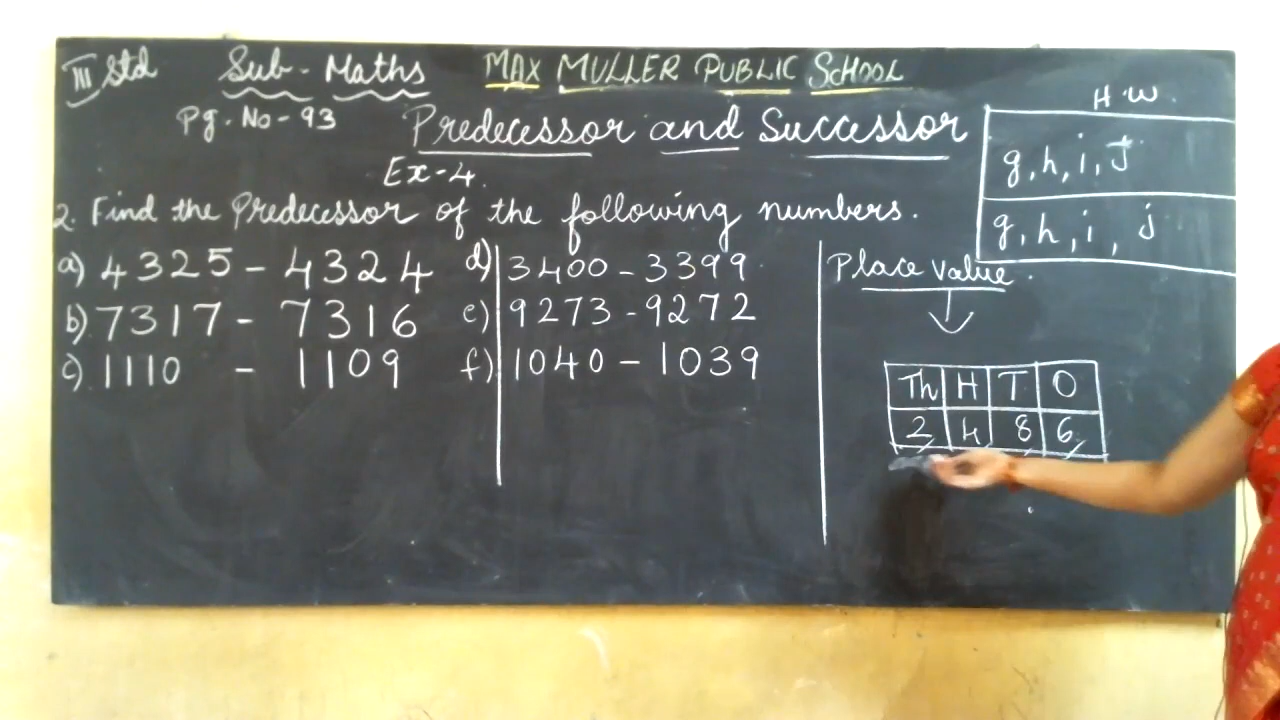 III Std Sub - Maths MAX MULLER PUBLIC SCHOOL
Pg. No - 93
Predecessor and Successor
Ex-4.
2. Find the Predecessor of the following numbers.
a) 4325 - 4324
b) 7317 - 7316
c) 1110 - 1109
d) 3400 - 3399
e) 9273 - 9272
f) 1040 - 1039
H.W.
g, h, i, j
g, h, i, j
Place value.
Th H T O
2 4 8 6